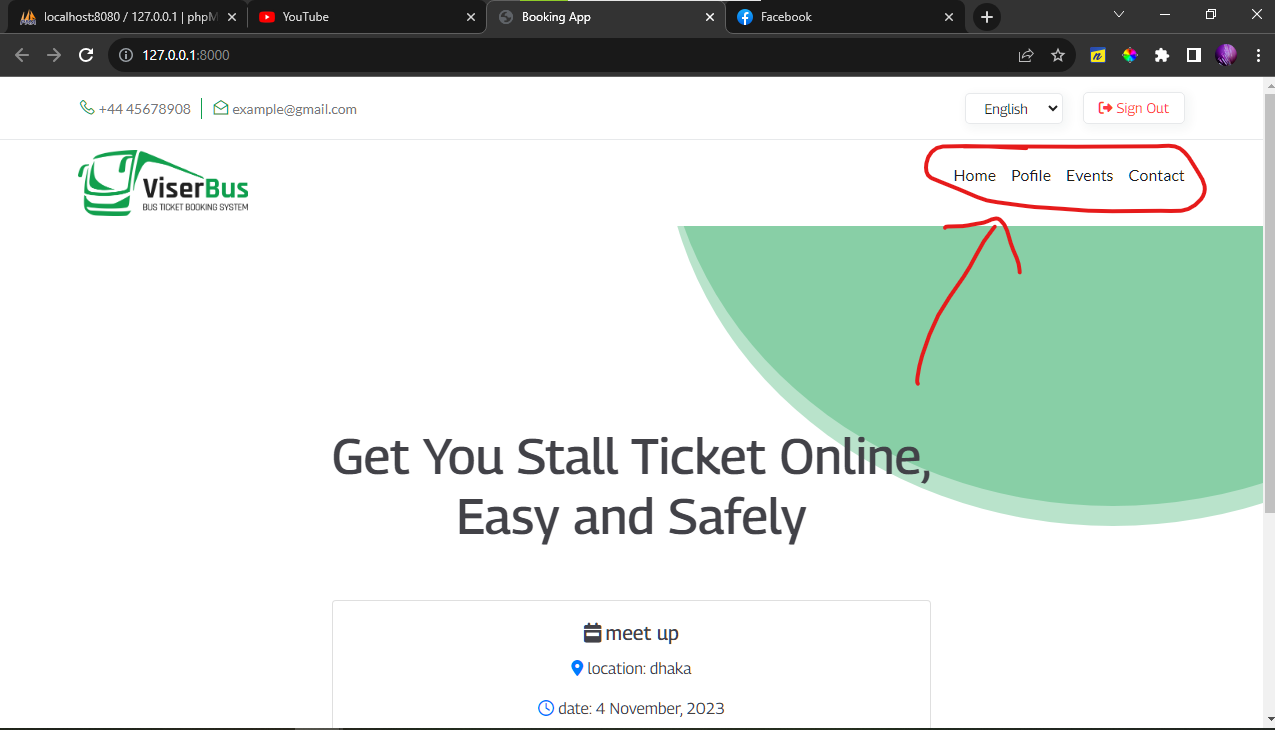 localhost:8080 / 127.0.0.1 | phpM
YouTube
Booking App
Facebook
127.0.0.1:8000
+44 45678908
example@gmail.com
English
Sign Out
ViserBus
BUS TICKET BOOKING SYSTEM
Home Pofile Events Contact
Get You Stall Ticket Online,
Easy and Safely
meet up
location: dhaka
date: 4 November, 2023